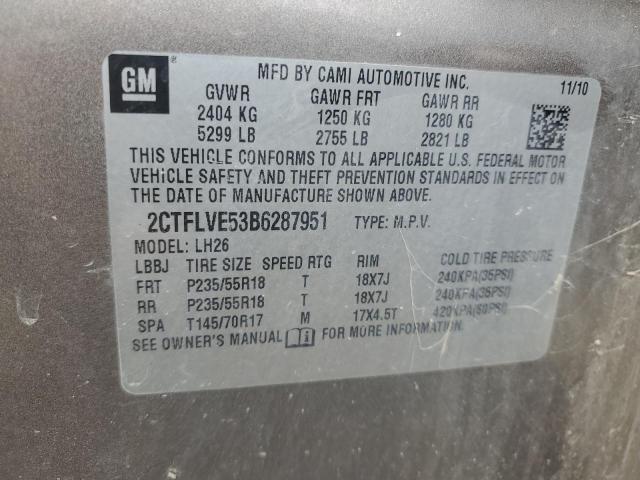 GM
®
MFD BY CAMI AUTOMOTIVE INC.
11/10
GVWR GAWR FRT GAWR RR
2404 KG 1250 KG 1280 KG
5299 LB 2755 LB 2821 LB
THIS VEHICLE CONFORMS TO ALL APPLICABLE U.S. FEDERAL MOTOR
VEHICLE SAFETY AND THEFT PREVENTION STANDARDS IN EFFECT ON
THE DATE OF MANUFACTURE SHOWN ABOVE.
2CTFLVE53B6287951 TYPE: M.P.V.
MODEL: LH26
LBBJ TIRE SIZE SPEED RTG RIM COLD TIRE PRESSURE
FRT P235/55R18 T 18X7J 240KPA(35PSI)
RR P235/55R18 T 18X7J 240KPA(35PSI)
SPA T145/70R17 M 17X4.5T 420KPA(60PSI)
SEE OWNER'S MANUAL FOR MORE INFORMATION.